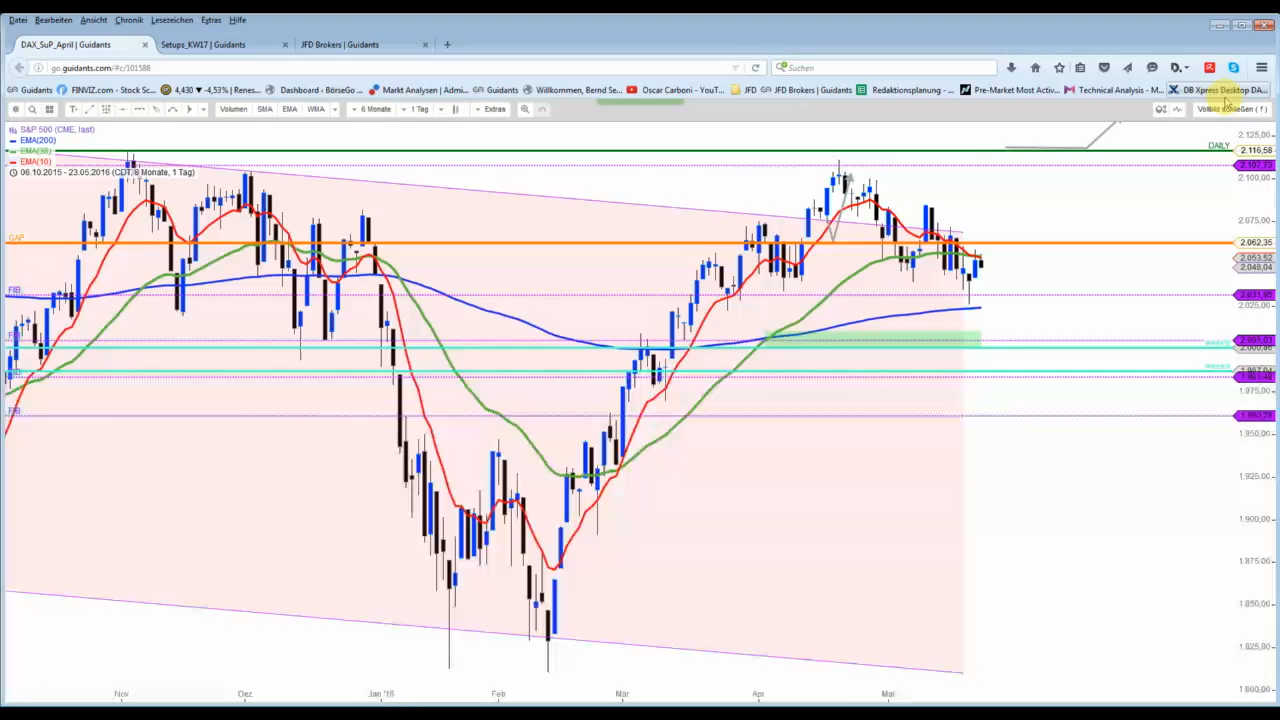 Datei Bearbeiten Ansicht Chronik Lesezeichen Extras Hilfe
DAX_SuP_April | Guidants Setups_KW17 | Guidants JFD Brokers | Guidants
go.guidants.com/#c/101588 Suchen
Guidants FINVIZ.com - Stock Sc... 4,430 -4,53% | Renes... Dashboard - BörseGo ... Markt Analysen | Admi... Guidants Willkommen, Bernd Se... Oscar Carboni - YouT... JFD JFD Brokers | Guidants Redaktionsplanung - ... Pre-Market Most Activ... Technical Analysis - M... DB Xpress Desktop DA...
Volumen SMA EMA WMA 6 Monate 1 Tag Extras Vollbild schließen ( f )
S&P 500 (CME, last)
EMA(200)
EMA(38)
EMA(10)
06.10.2015 - 23.05.2016 (CDT, 8 Monate, 1 Tag)
2.125,00
DAILY 2.116,58
2.100,00
2.075,00
GAP 2.062,35
2.053,52
2.048,04
FIB
2.025,00
WEEKLY
WEEKLY
1.975,00
FIB
1.950,00
1.925,00
1.900,00
1.875,00
1.850,00
1.825,00
1.800,00
Nov Dez Jan '16 Feb Mär Apr Mai